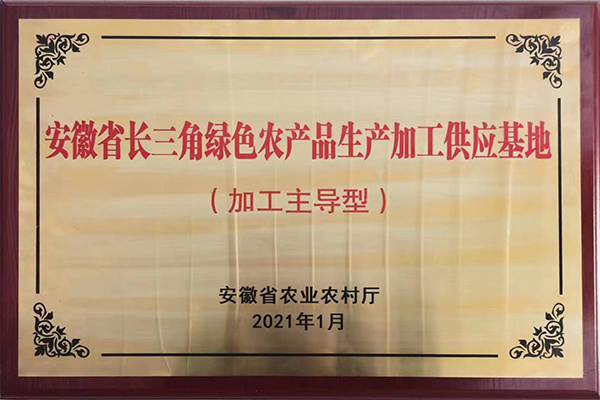 安徽省长三角绿色农产品生产加工供应基地
（加工主导型）
安徽省农业农村厅
2021年1月